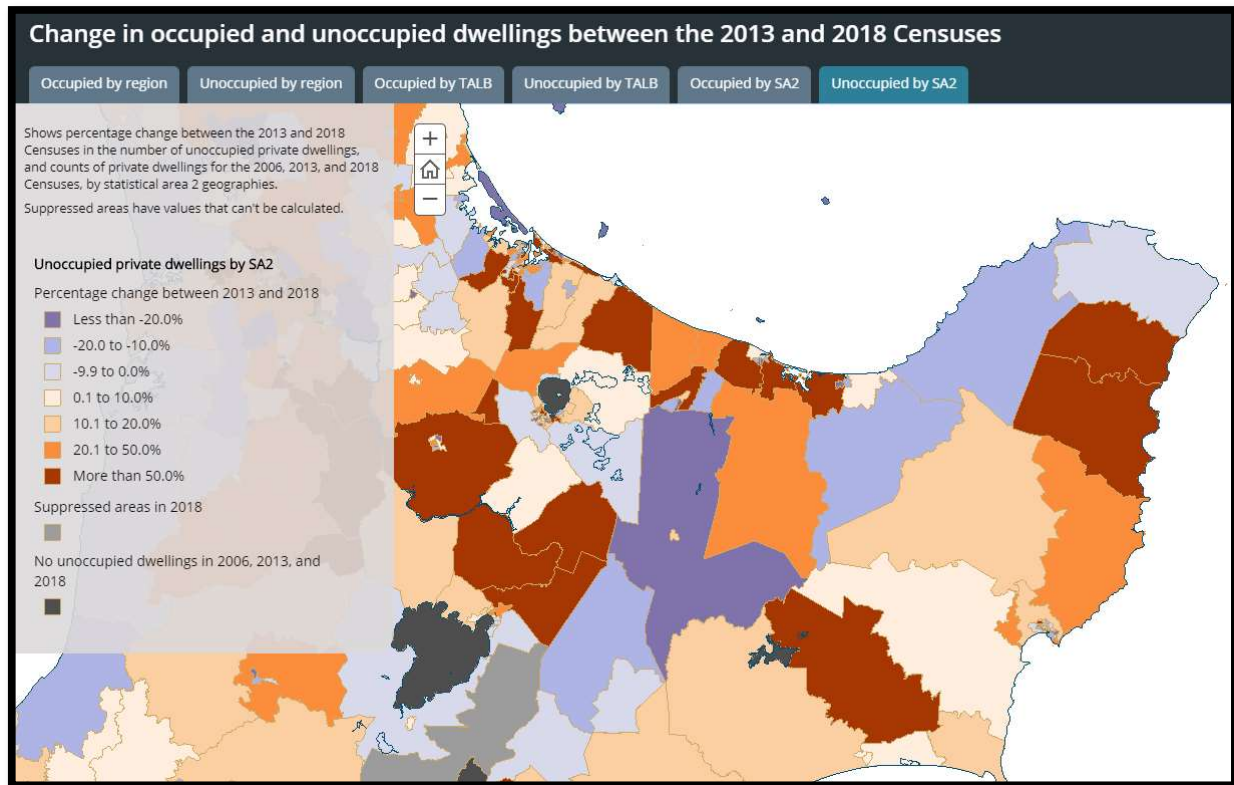 Change in occupied and unoccupied dwellings between the 2013 and 2018 Censuses
Occupied by region
Unoccupied by region
Occupied by TALB
Unoccupied by TALB
Occupied by SA2
Unoccupied by SA2
Shows percentage change between the 2013 and 2018
Censuses in the number of unoccupied private dwellings,
and counts of private dwellings for the 2006, 2013, and 2018
Censuses, by statistical area 2 geographies.
Suppressed areas have values that can't be calculated.
+
−
Unoccupied private dwellings by SA2
Percentage change between 2013 and 2018
Less than -20.0%
-20.0 to -10.0%
-9.9 to 0.0%
0.1 to 10.0%
10.1 to 20.0%
20.1 to 50.0%
More than 50.0%
Suppressed areas in 2018
No unoccupied dwellings in 2006, 2013, and
2018